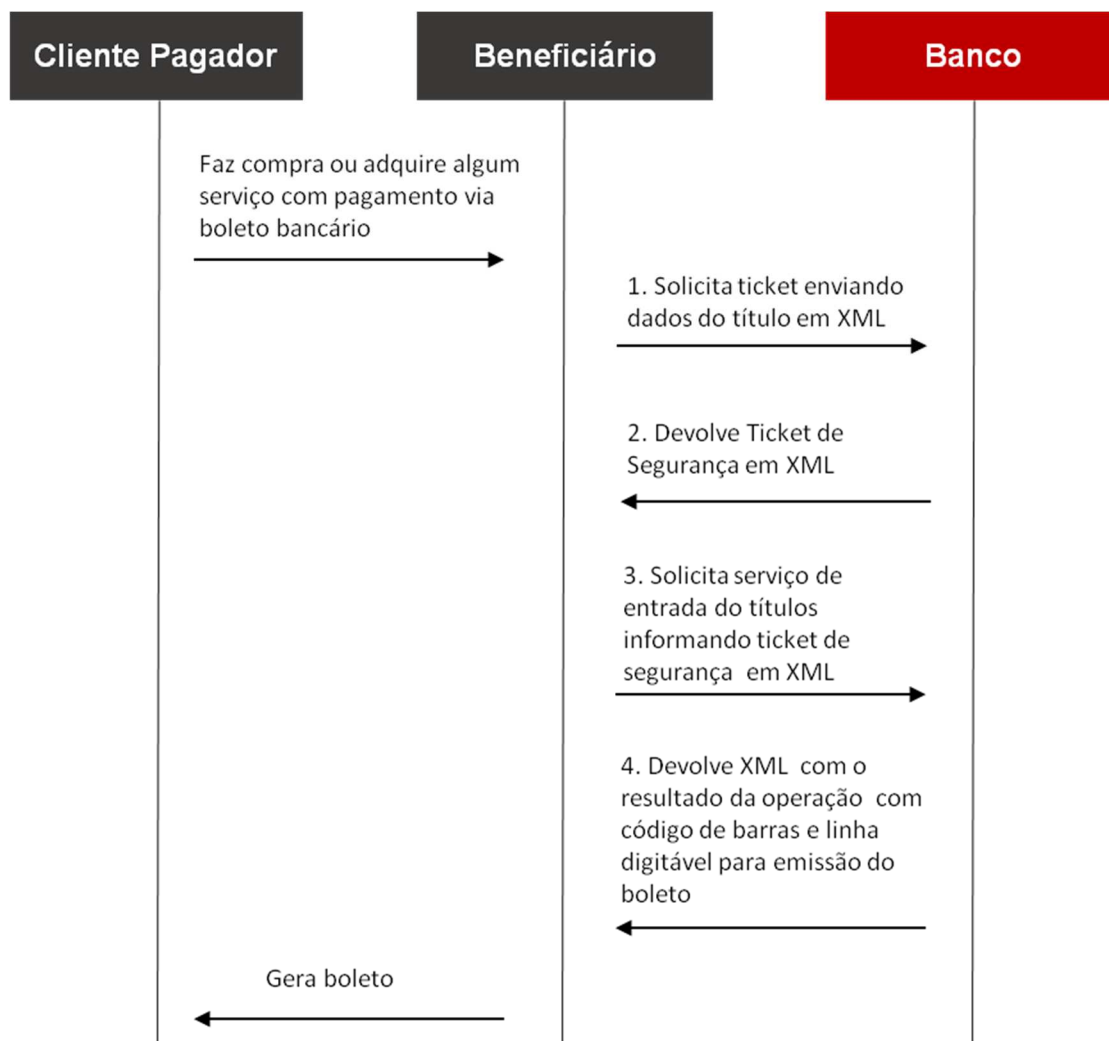 Cliente Pagador
Beneficiário
Banco
Faz compra ou adquire algum
serviço com pagamento via
boleto bancário
1. Solicita ticket enviando
dados do título em XML
2. Devolve Ticket de
Segurança em XML
3. Solicita serviço de
entrada do títulos
informando ticket de
segurança em XML
4. Devolve XML com o
resultado da operação com
código de barras e linha
digitável para emissão do
boleto
Gera boleto